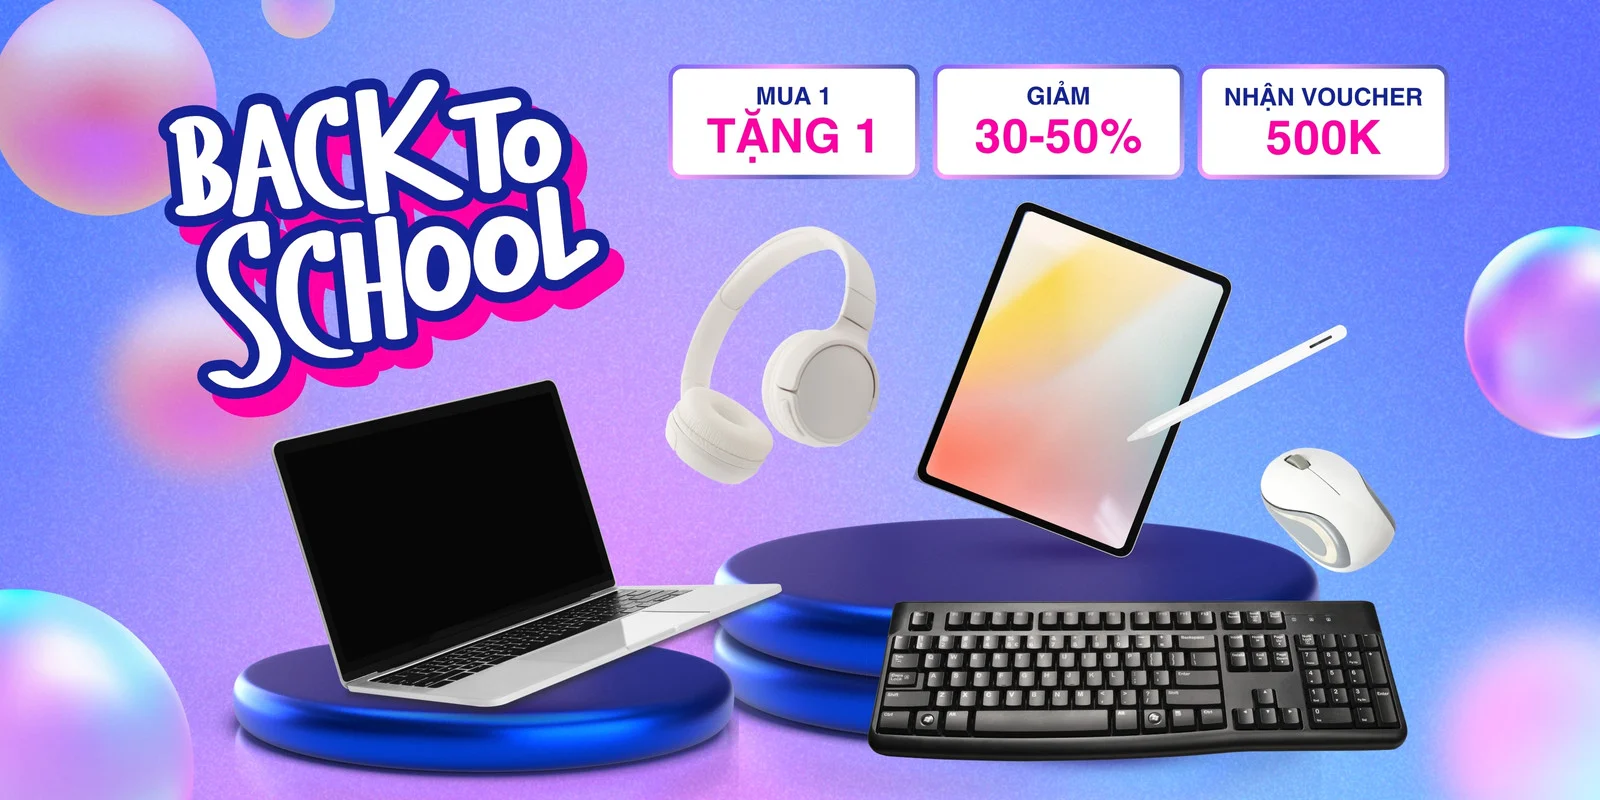 BACK TO
SCHOOL
MUA 1
TẶNG 1
GIẢM
30-50%
NHẬN VOUCHER
500K